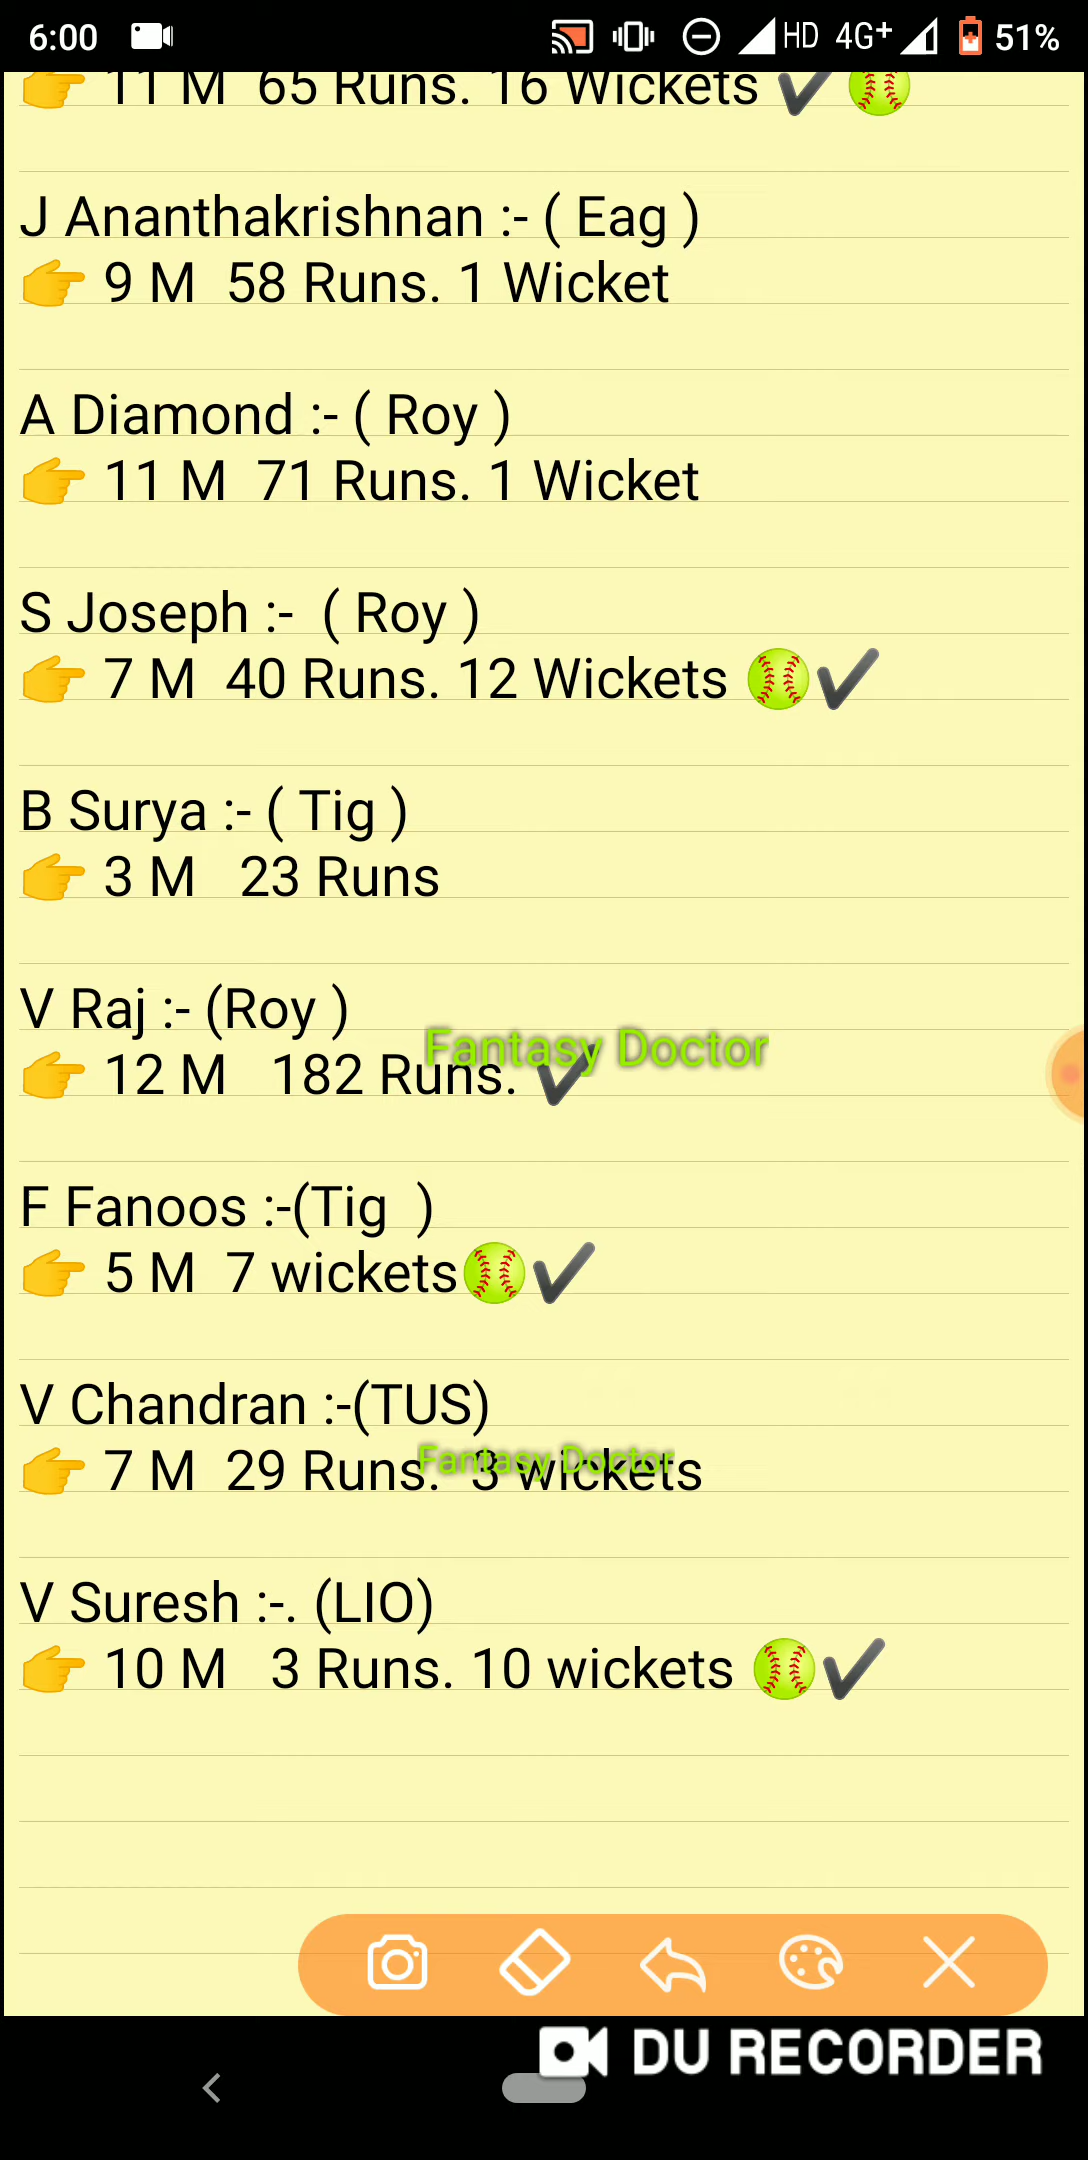 6:00 HD 4G+ 51%
👉 11 M 65 Runs. 16 Wickets ✔🥎
J Ananthakrishnan :- ( Eag )
👉 9 M 58 Runs. 1 Wicket
A Diamond :- ( Roy )
👉 11 M 71 Runs. 1 Wicket
S Joseph :- ( Roy )
👉 7 M 40 Runs. 12 Wickets 🥎✔
B Surya :- ( Tig )
👉 3 M 23 Runs
V Raj :- (Roy )
Fantasy Doctor
👉 12 M 182 Runs. ✔
F Fanoos :-(Tig )
👉 5 M 7 wickets🥎✔
V Chandran :-(TUS)
Fantasy Doctor
👉 7 M 29 Runs. 3 wickets
V Suresh :-. (LIO)
👉 10 M 3 Runs. 10 wickets 🥎✔
DU RECORDER